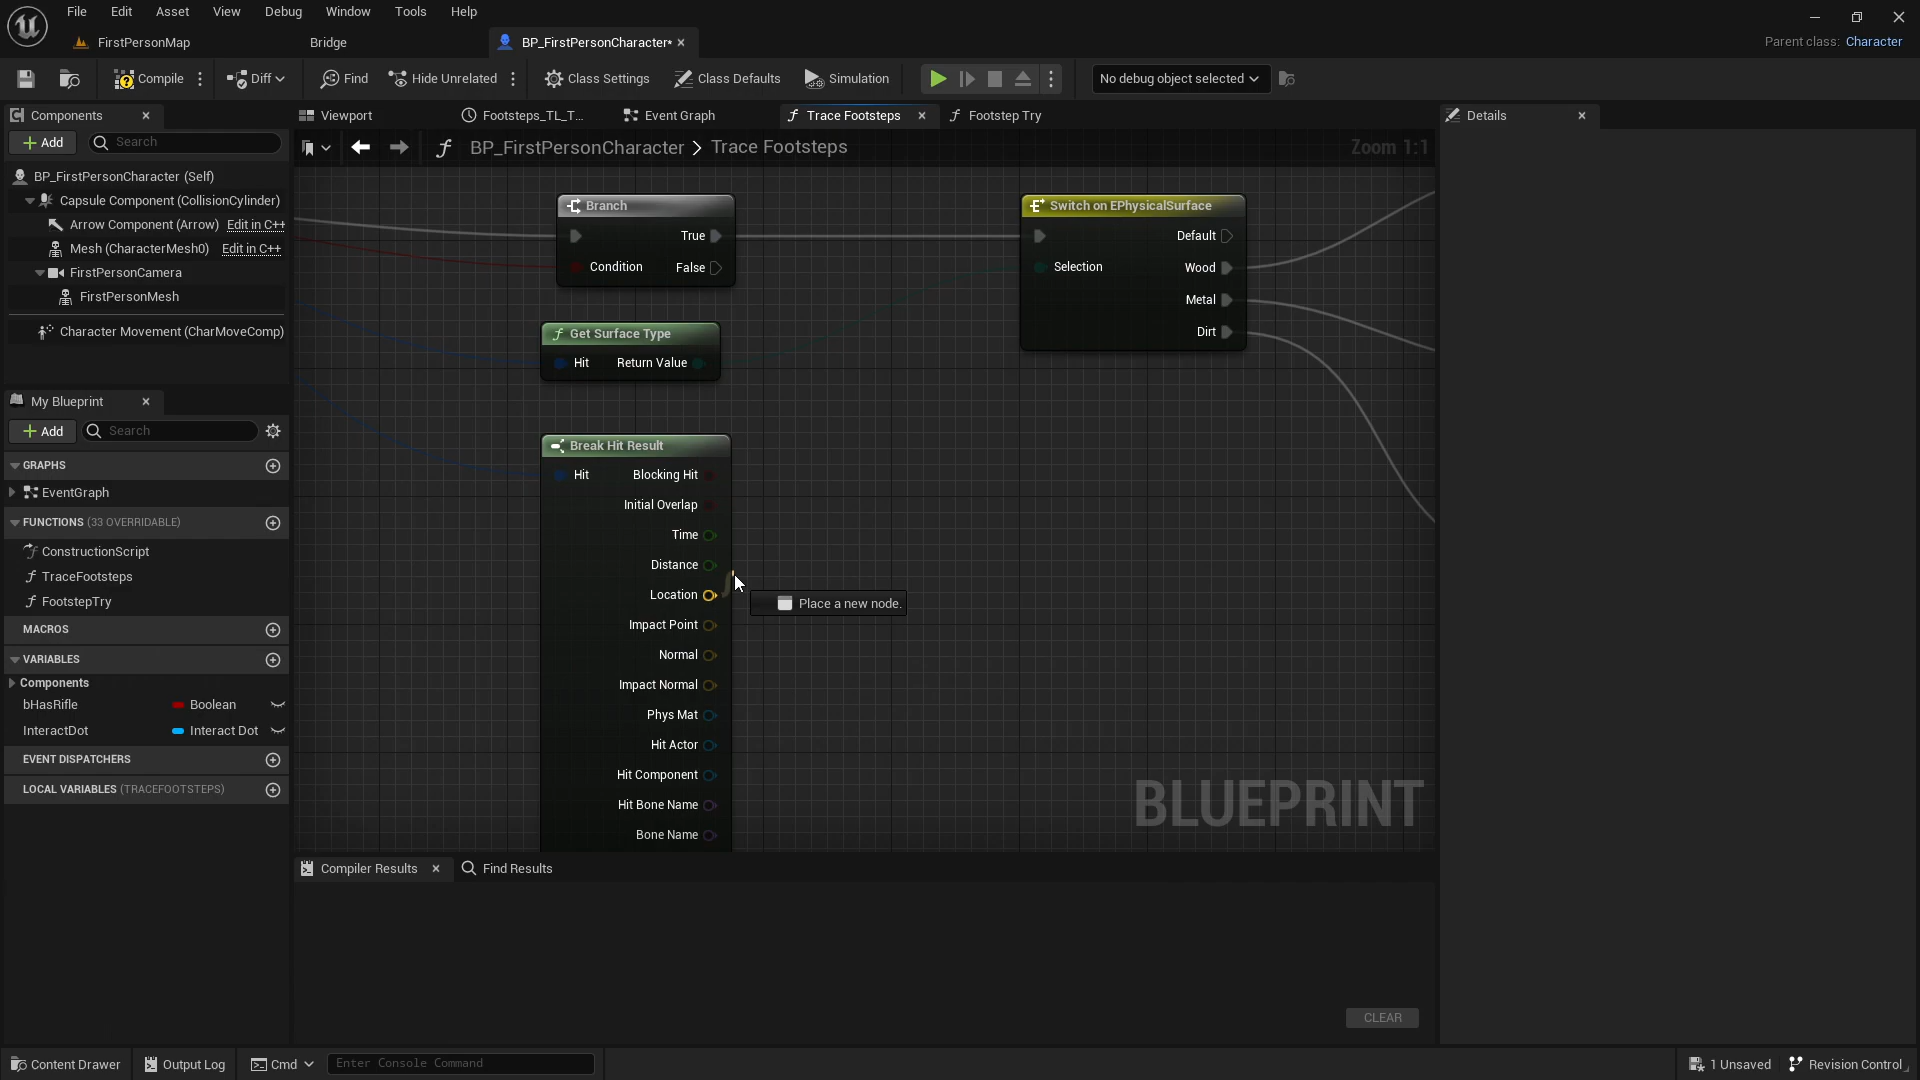 File Edit Asset View Debug Window Tools Help
FirstPersonMap Bridge BP_FirstPersonCharacter* Parent class: Character
Compile Diff Find Hide Unrelated Class Settings Class Defaults Simulation No debug object selected
Components Viewport Footsteps_TL_T... Event Graph Trace Footsteps Footstep Try Details
Add Search
BP_FirstPersonCharacter > Trace Footsteps Zoom 1:1
BP_FirstPersonCharacter (Self)
Capsule Component (CollisionCylinder)
Arrow Component (Arrow) Edit in C++
Mesh (CharacterMesh0) Edit in C++
FirstPersonCamera
FirstPersonMesh
Character Movement (CharMoveComp)
My Blueprint
Add Search
GRAPHS
EventGraph
FUNCTIONS (33 OVERRIDABLE)
ConstructionScript
TraceFootsteps
FootstepTry
MACROS
VARIABLES
Components
bHasRifle Boolean
InteractDot Interact Dot
EVENT DISPATCHERS
LOCAL VARIABLES (TRACEFOOTSTEPS)
Branch
True
Condition False
Get Surface Type
Hit Return Value
Break Hit Result
Hit Blocking Hit
Initial Overlap
Time
Distance
Location
Impact Point
Normal
Impact Normal
Phys Mat
Hit Actor
Hit Component
Hit Bone Name
Bone Name
Place a new node.
Switch on EPhysicalSurface
Default
Selection Wood
Metal
Dirt
BLUEPRINT
Compiler Results Find Results
CLEAR
Content Drawer Output Log Cmd Enter Console Command 1 Unsaved Revision Control